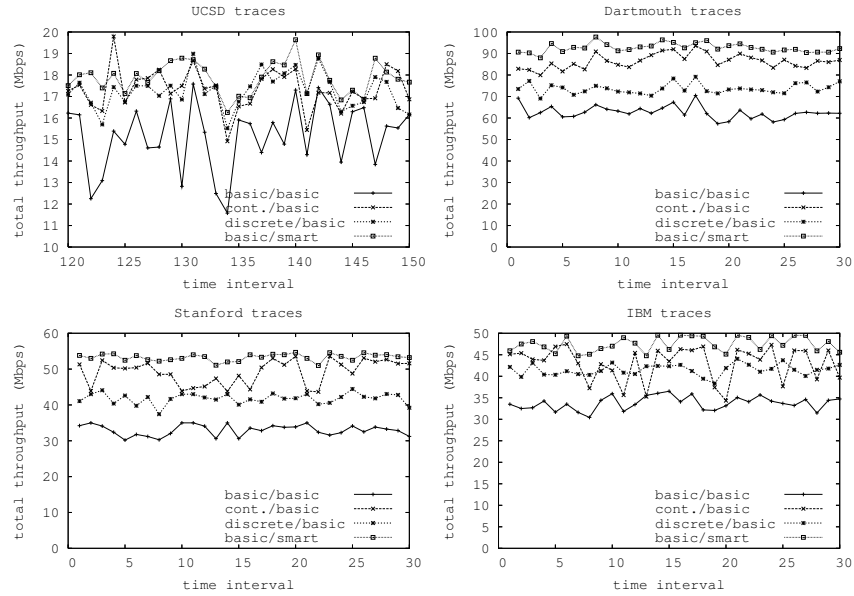 UCSD traces
total throughput (Mbps)
20
19
18
17
16
15
14
13
12
11
10
basic/basic
cont./basic
discrete/basic
basic/smart
120
125
130
135
140
145
150
time interval
Dartmouth traces
total throughput (Mbps)
100
90
80
70
60
50
40
30
20
10
0
basic/basic
cont./basic
discrete/basic
basic/smart
0
5
10
15
20
25
30
time interval
Stanford traces
total throughput (Mbps)
60
50
40
30
20
10
0
basic/basic
cont./basic
discrete/basic
basic/smart
0
5
10
15
20
25
30
time interval
IBM traces
total throughput (Mbps)
50
45
40
35
30
25
20
15
10
5
0
basic/basic
cont./basic
discrete/basic
basic/smart
0
5
10
15
20
25
30
time interval